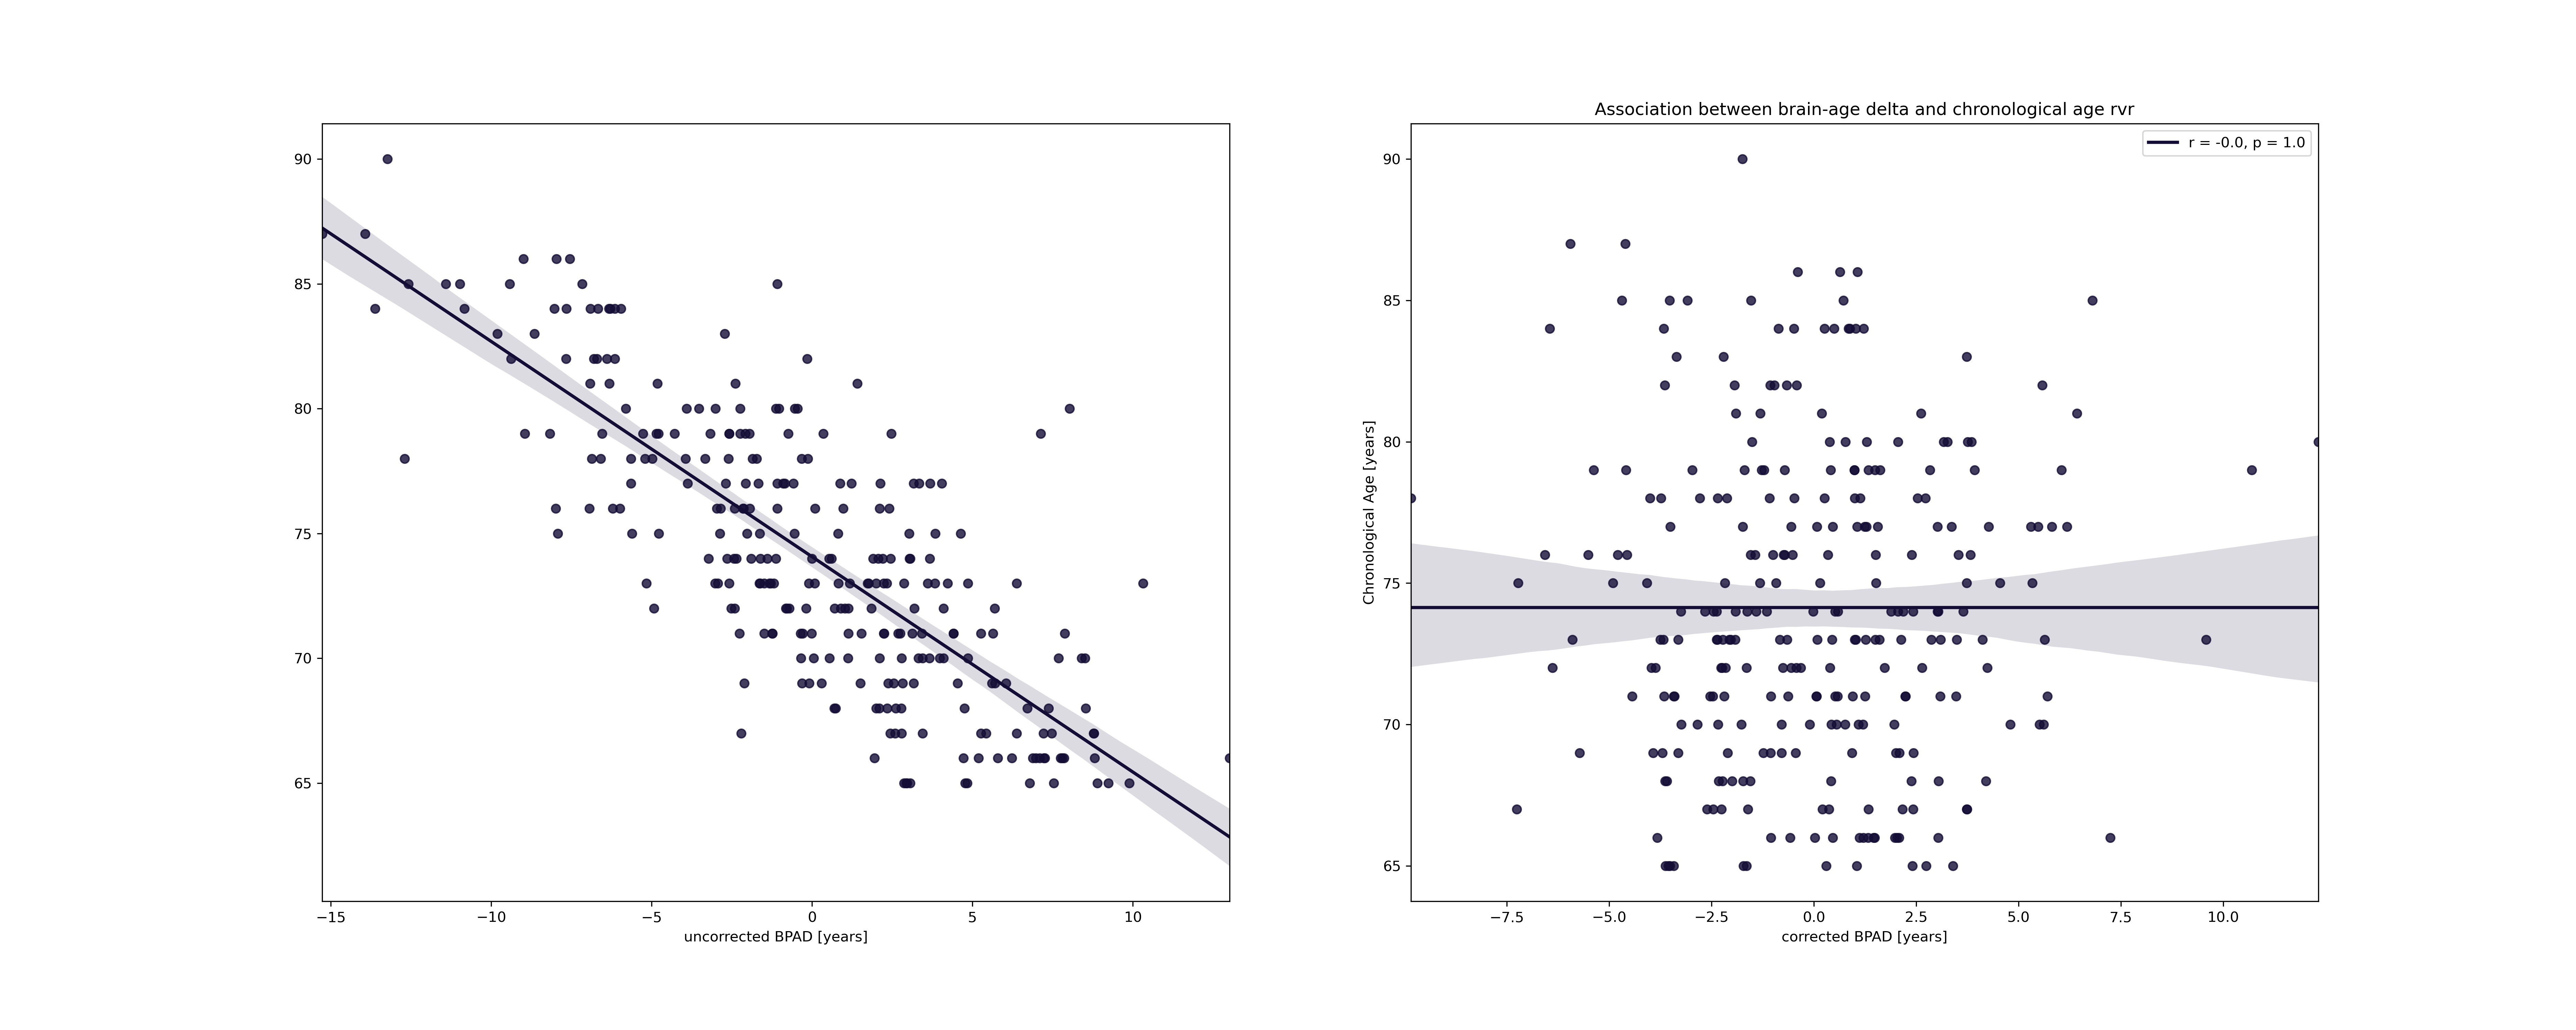 90
85
80
75
70
65
−15 −10 −5 0 5 10
uncorrected BPAD [years]
Association between brain-age delta and chronological age rvr
r = -0.0, p = 1.0
Chronological Age [years]
90
85
80
75
70
65
−7.5 −5.0 −2.5 0.0 2.5 5.0 7.5 10.0
corrected BPAD [years]